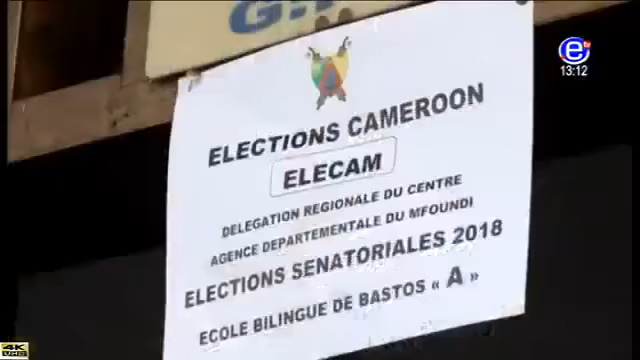 G.
e tv
13:12
ELECTIONS CAMEROON
ELECAM
DELEGATION REGIONALE DU CENTRE
AGENCE DEPARTEMENTALE DU MFOUNDI
ELECTIONS SENATORIALES 2018
ECOLE BILINGUE DE BASTOS « A »
4K